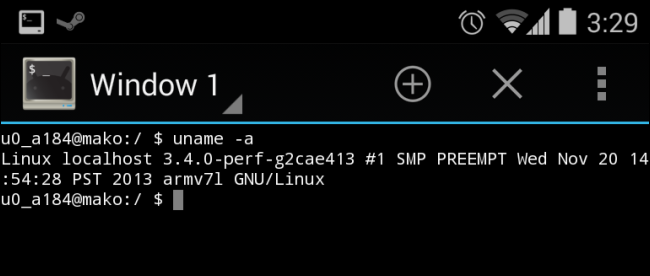 3:29
Window 1
u0_a184@mako:/ $ uname -a
Linux localhost 3.4.0-perf-g2cae413 #1 SMP PREEMPT Wed Nov 20 14
:54:28 PST 2013 armv7l GNU/Linux
u0_a184@mako:/ $